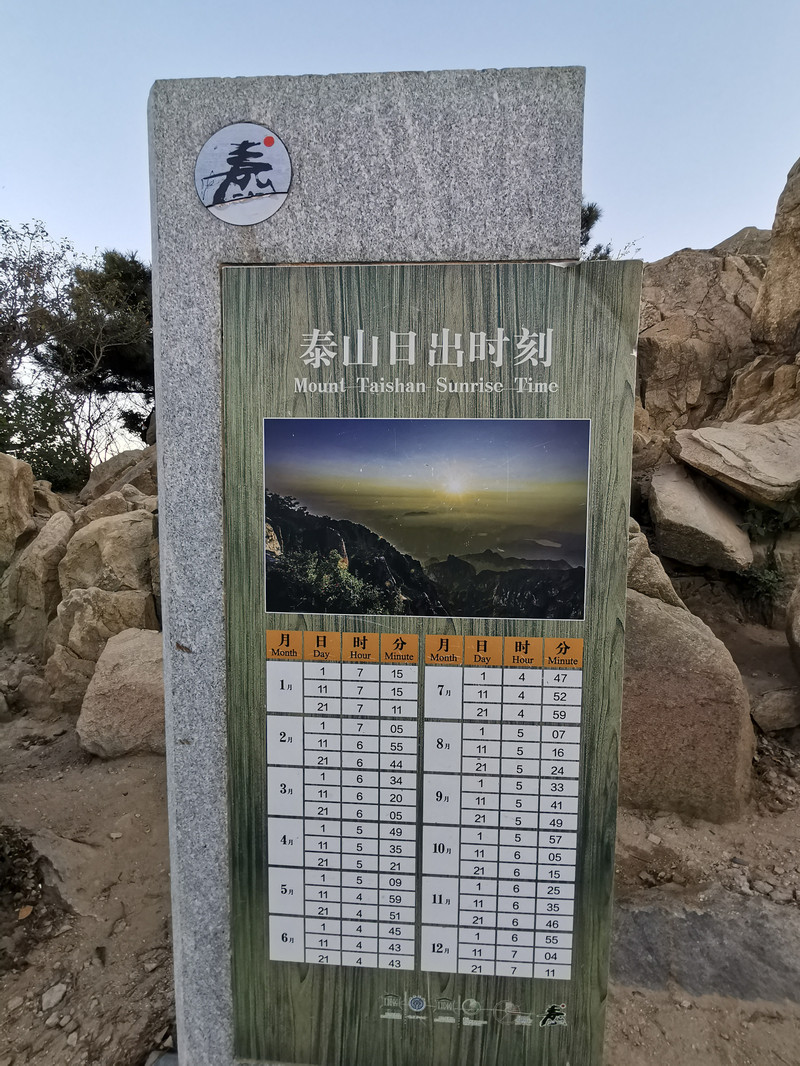 泰山日出时刻
Mount Taishan Sunrise Time
月 日 时 分 月 日 时 分
Month Day Hour Minute Month Day Hour Minute
1月 1 7 15 7月 1 4 47
11 7 15 11 4 52
21 7 11 21 4 59
2月 1 7 05 8月 1 5 07
11 6 55 11 5 16
21 6 44 21 5 24
3月 1 6 34 9月 1 5 33
11 6 20 11 5 41
21 6 05 21 5 49
4月 1 5 49 10月 1 5 57
11 5 35 11 6 05
21 5 21 21 6 15
5月 1 5 09 11月 1 6 25
11 4 59 11 6 35
21 4 51 21 6 46
6月 1 4 45 12月 1 6 55
11 4 43 11 7 04
21 4 43 21 7 11